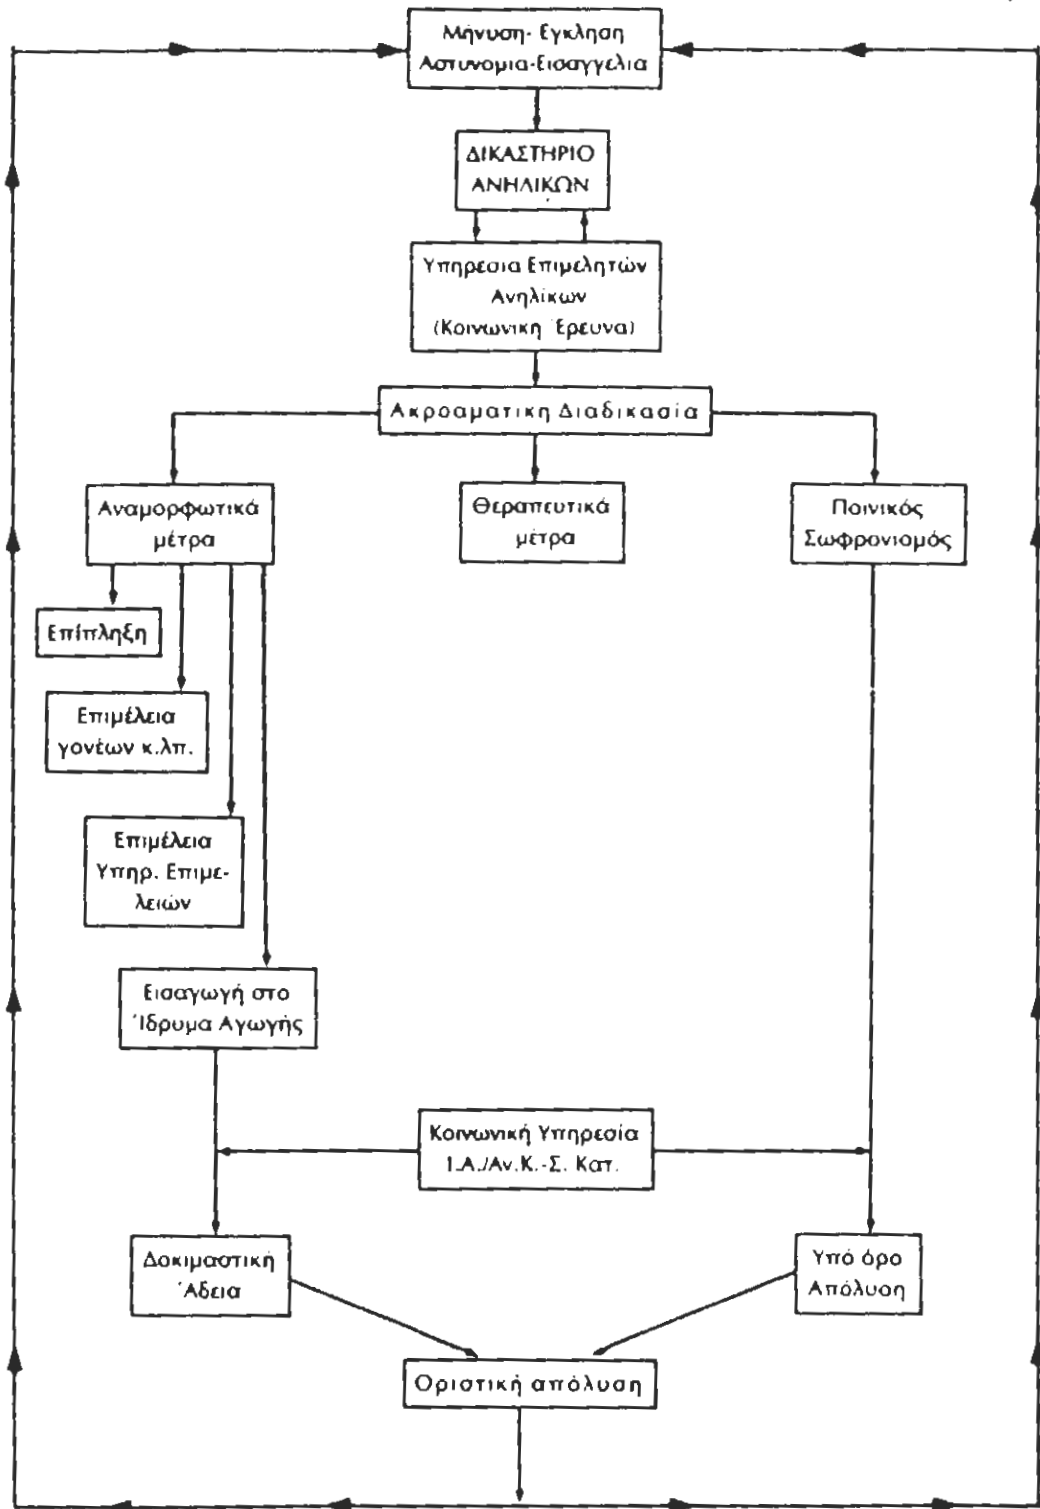 Μήνυση- Εγκληση
Αστυνομια-Εισαγγελια
ΔΙΚΑΣΤΗΡΙΟ
ΑΝΗΛΙΚΩΝ
Υπηρεσια Επιμελητών
Ανηλίκων
(Κοινωνικη Έρευνα)
Ακροαματικη Διαδικασία
Αναμορφωτικά
μέτρα
Θεραπευτικά
μέτρα
Ποινικός
Σωφρονισμός
Επίπληξη
Επιμέλεια
γονέων κ.λπ.
Επιμέλεια
Υπηρ. Επιμε-
λειών
Εισαγωγή στο
Ίδρυμα Αγωγής
Κοινωνική Υπηρεσία
Ι.Α./Αν.Κ.-Σ. Κατ.
Δοκιμαστική
Άδεια
Υπό όρο
Απόλυση
Οριστική απόλυση